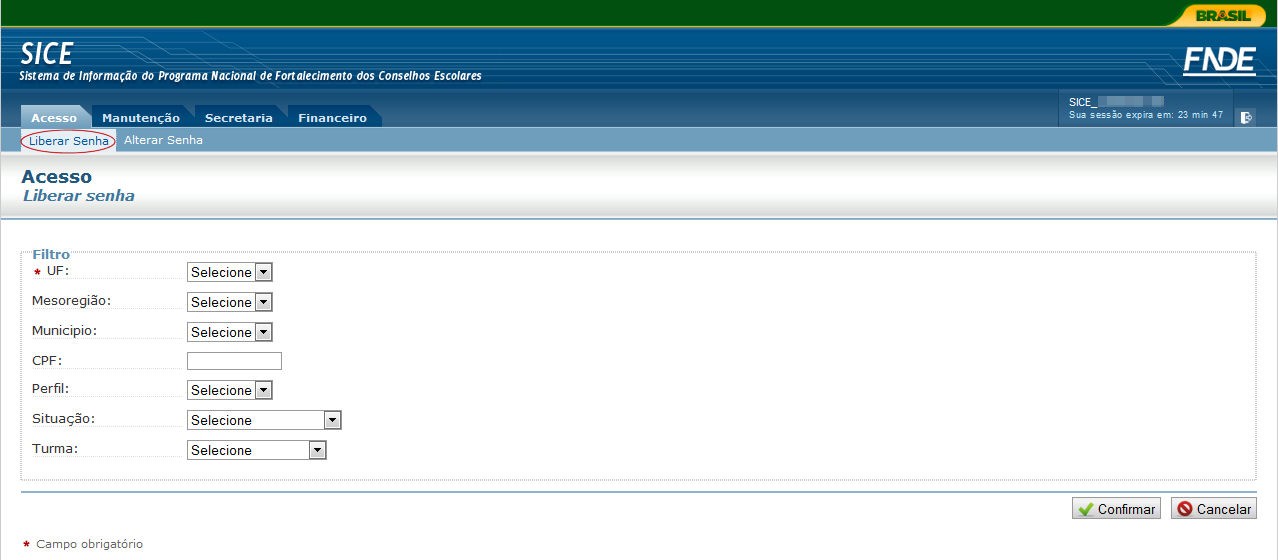 BRASIL
SICE
Sistema de Informação do Programa Nacional de Fortalecimento dos Conselhos Escolares
FNDE
SICE_
Sua sessão expira em: 23 min 47
Acesso Manutenção Secretaria Financeiro
Liberar Senha Alterar Senha
Acesso
Liberar senha
Filtro
* UF: Selecione
Mesoregião: Selecione
Municipio: Selecione
CPF:
Perfil: Selecione
Situação: Selecione
Turma: Selecione
Confirmar Cancelar
* Campo obrigatório